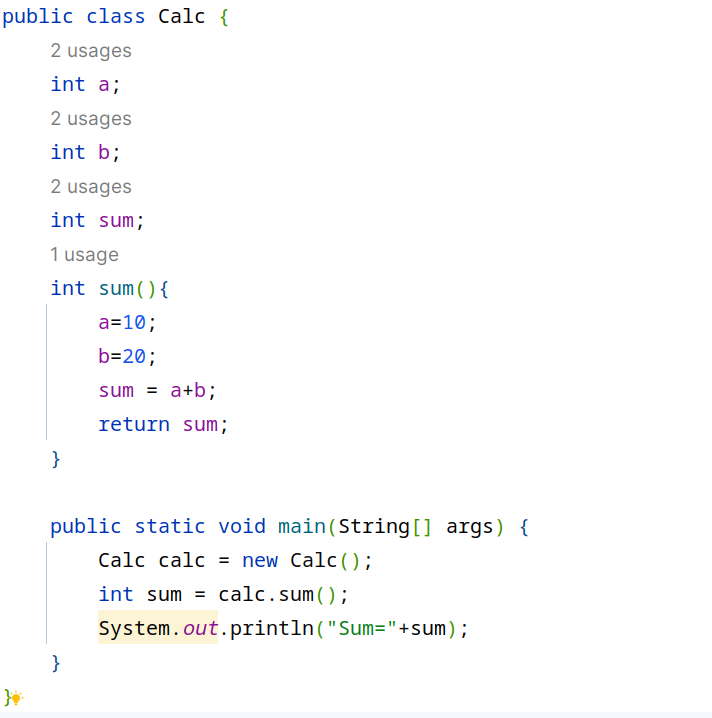 public class Calc {
2 usages
int a;
2 usages
int b;
2 usages
int sum;
1 usage
int sum(){
a=10;
b=20;
sum = a+b;
return sum;
}
public static void main(String[] args) {
Calc calc = new Calc();
int sum = calc.sum();
System.out.println("Sum="+sum);
}
}